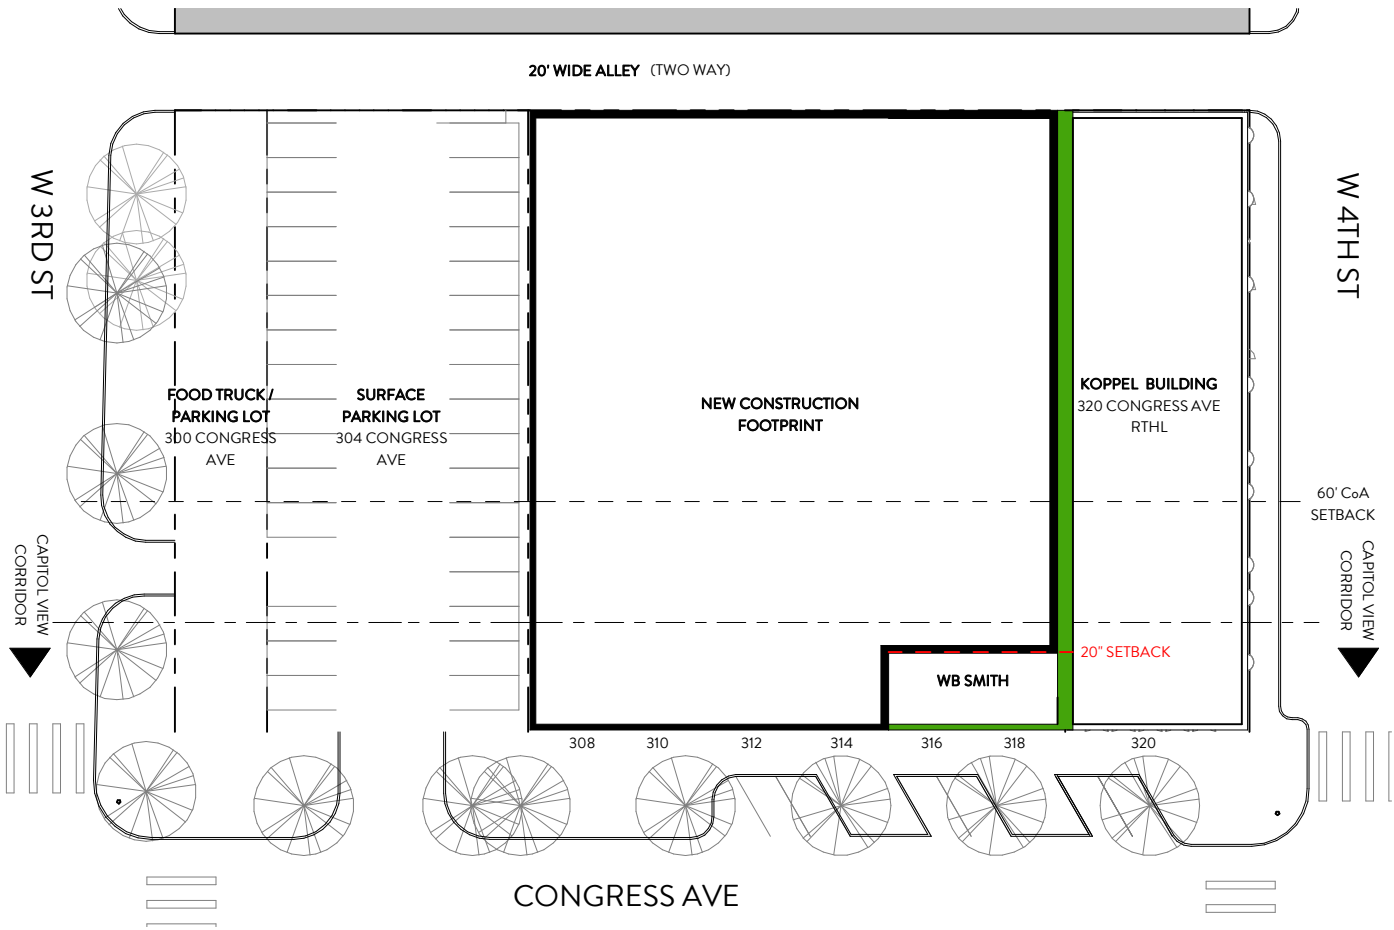 20' WIDE ALLEY (TWO WAY)
W 3RD ST
W 4TH ST
FOOD TRUCK /
PARKING LOT
300 CONGRESS
AVE
SURFACE
PARKING LOT
304 CONGRESS
AVE
NEW CONSTRUCTION
FOOTPRINT
KOPPEL BUILDING
320 CONGRESS AVE
RTHL
60' CoA
SETBACK
CAPITOL VIEW
CORRIDOR
CAPITOL VIEW
CORRIDOR
20" SETBACK
WB SMITH
308 310 312 314 316 318 320
CONGRESS AVE